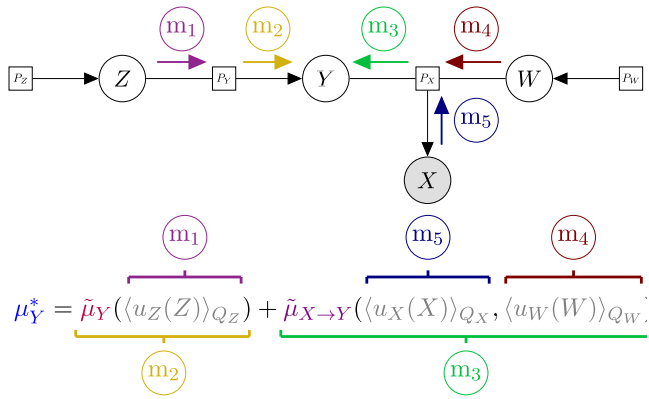 m₁ m₂ m₃ m₄
P_Z Z P_Y Y P_X W P_W
m₅
X
m₁ m₅ m₄
μ*_Y = μ̃_Y(⟨u_Z(Z)⟩_{Q_Z}) + μ̃_{X→Y}(⟨u_X(X)⟩_{Q_X}, ⟨u_W(W)⟩_{Q_W})
m₂ m₃